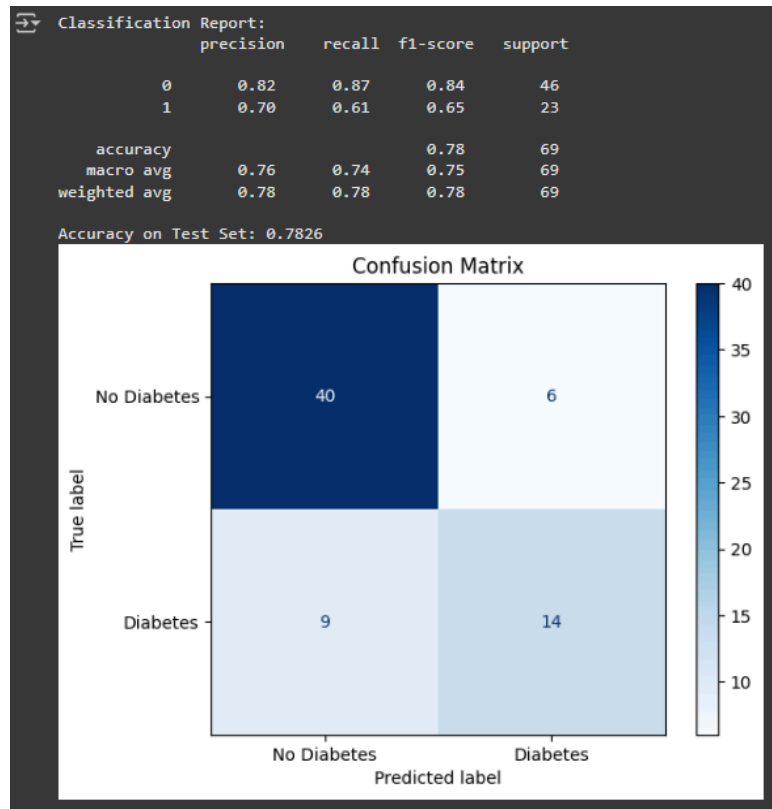 Classification Report:
precision recall f1-score support
0 0.82 0.87 0.84 46
1 0.70 0.61 0.65 23
accuracy 0.78 69
macro avg 0.76 0.74 0.75 69
weighted avg 0.78 0.78 0.78 69
Accuracy on Test Set: 0.7826
Confusion Matrix
No Diabetes 40 6
Diabetes 9 14
No Diabetes Diabetes
Predicted label
True label
40
35
30
25
20
15
10